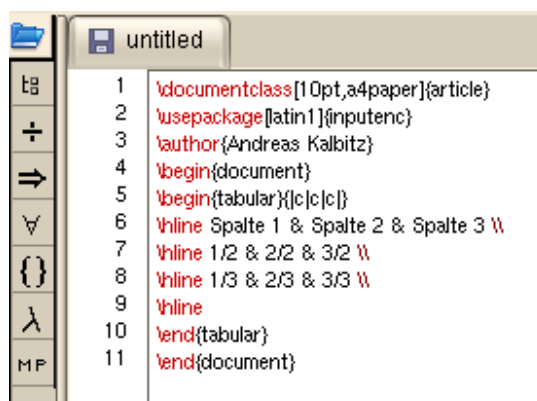 untitled
1 \documentclass[10pt,a4paper]{article}
2 \usepackage[latin1]{inputenc}
3 \author{Andreas Kalbitz}
4 \begin{document}
5 \begin{tabular}{|c|c|c|}
6 \hline Spalte 1 & Spalte 2 & Spalte 3 \\
7 \hline 1/2 & 2/2 & 3/2 \\
8 \hline 1/3 & 2/3 & 3/3 \\
9 \hline
10 \end{tabular}
11 \end{document}
÷
⇒
∀
{}
λ
MP